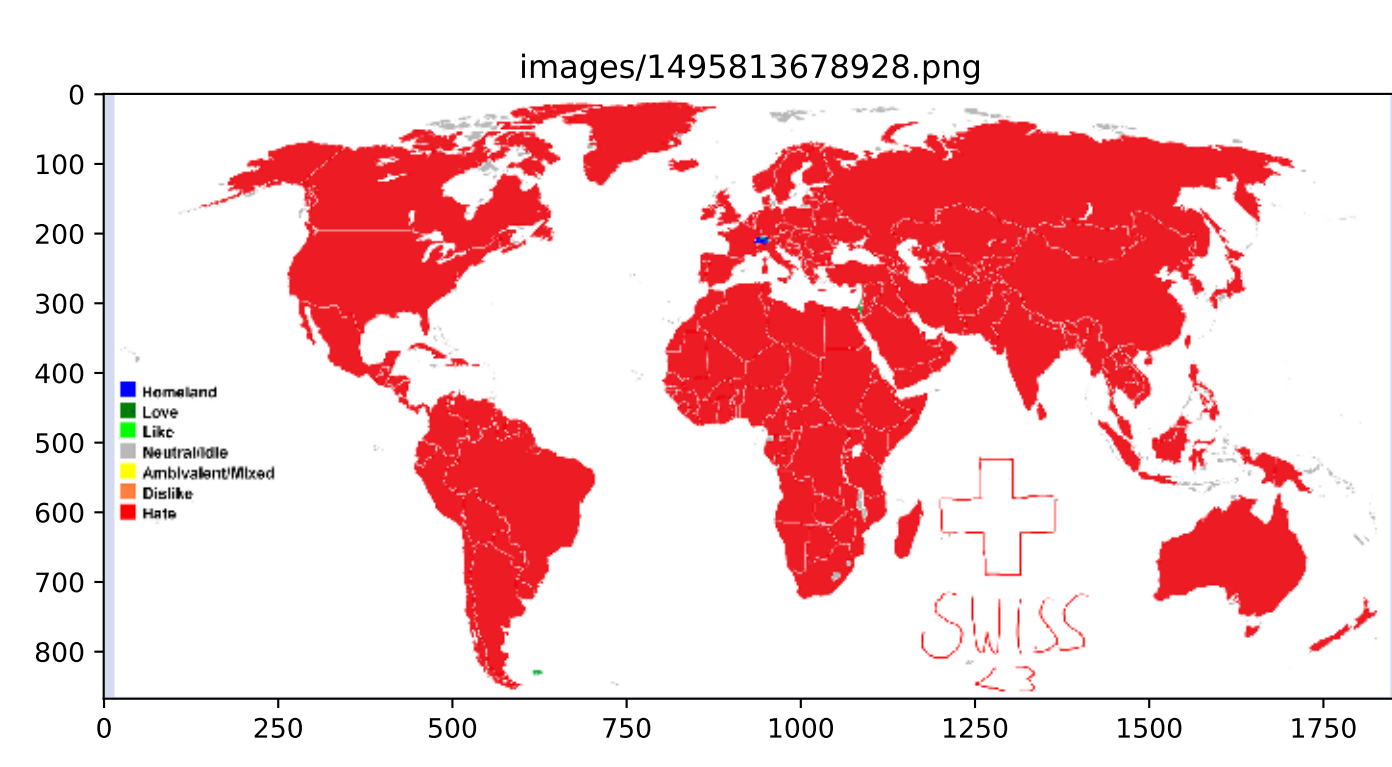 images/1495813678928.png
0
100
200
300
400
500
600
700
800
Homeland
Love
Like
Neutral/Idle
Ambivalent/Mixed
Dislike
Hate
SWISS
<3
0 250 500 750 1000 1250 1500 1750